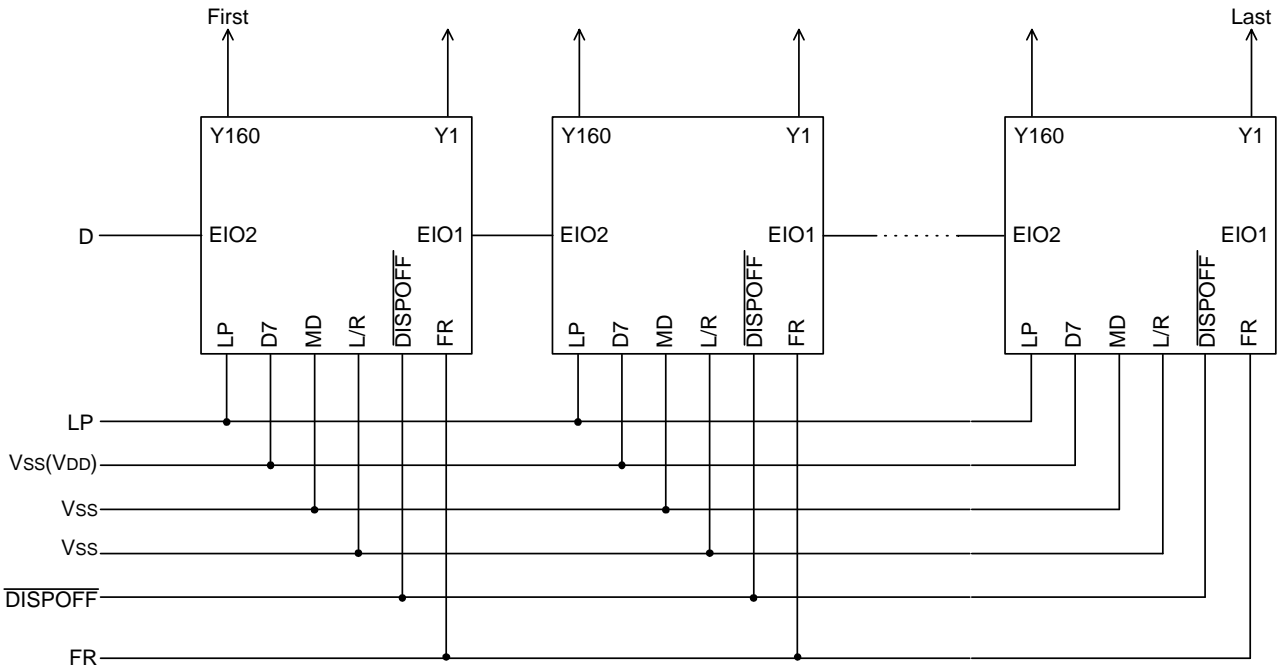 First Last
Y160 Y1 Y160 Y1 Y160 Y1
D EIO2 EIO1 EIO2 EIO1 EIO2 EIO1
LP D7 MD L/R DISPOFF FR LP D7 MD L/R DISPOFF FR LP D7 MD L/R DISPOFF FR
LP
VSS(VDD)
VSS
VSS
DISPOFF
FR